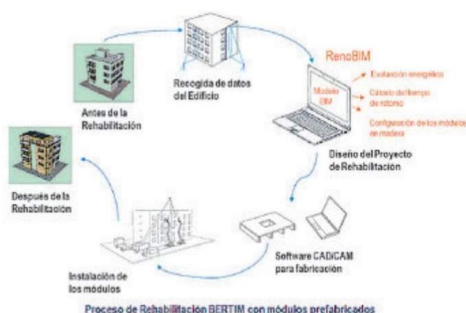 RenoBIM
Evaluación energética
Modelo
BIM
Cálculo del tiempo
de retorno
Configuración de los módulos
en madera
Recogida de datos
del Edificio
Antes de la
Rehabilitación
Diseño del Proyecto
de Rehabilitación
Después de la
Rehabilitación
Software CAD/CAM
para fabricación
Instalación de
los módulos
Proceso de Rehabilitación BERTIM con módulos prefabricados